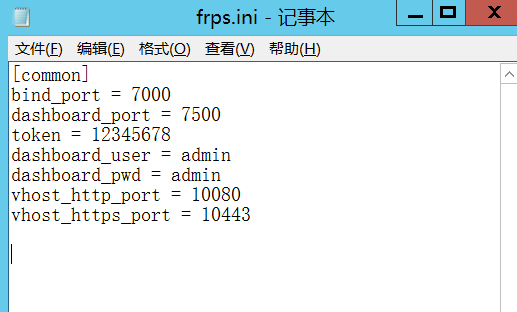 frps.ini - 记事本
文件(F) 编辑(E) 格式(O) 查看(V) 帮助(H)
[common]
bind_port = 7000
dashboard_port = 7500
token = 12345678
dashboard_user = admin
dashboard_pwd = admin
vhost_http_port = 10080
vhost_https_port = 10443